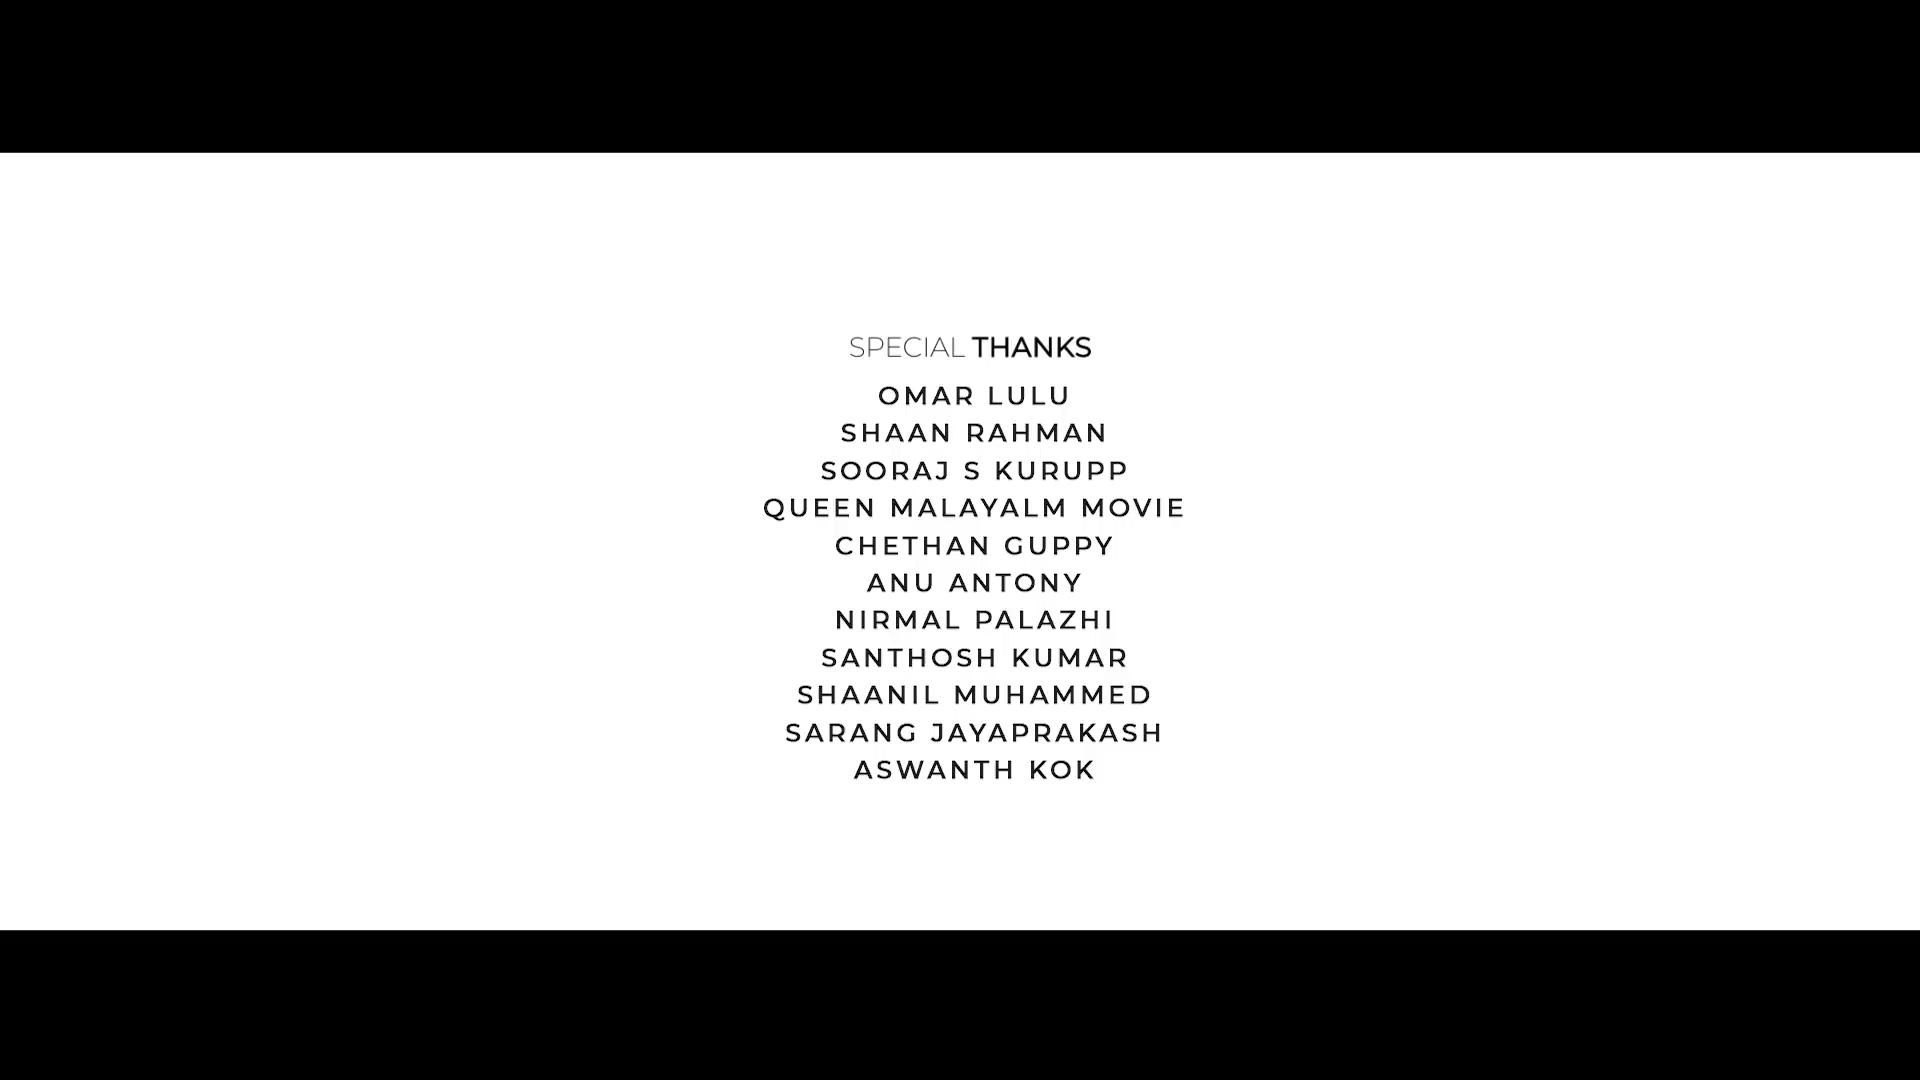 SPECIAL THANKS
OMAR LULU
SHAAN RAHMAN
SOORAJ S KURUPP
QUEEN MALAYALM MOVIE
CHETHAN GUPPY
ANU ANTONY
NIRMAL PALAZHI
SANTHOSH KUMAR
SHAANIL MUHAMMED
SARANG JAYAPRAKASH
ASWANTH KOK